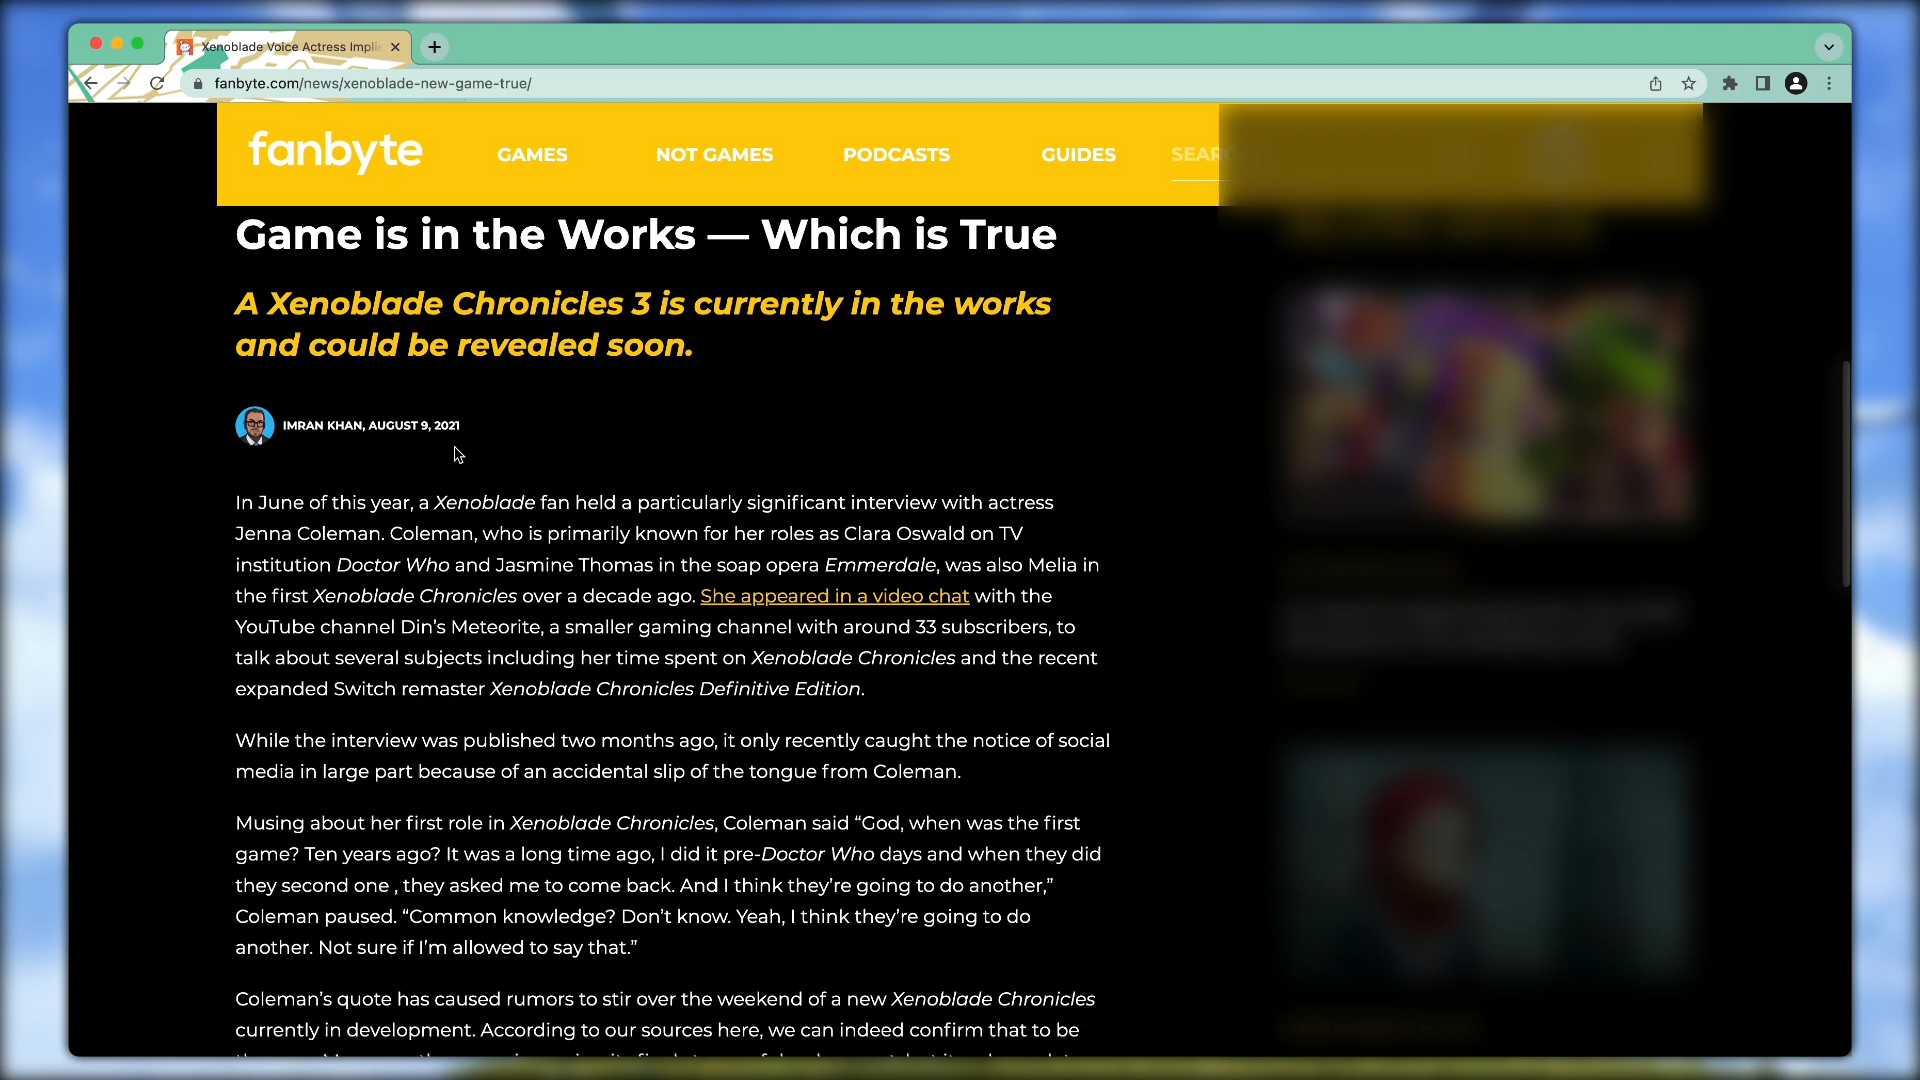 Xenoblade Voice Actress Impli
fanbyte.com/news/xenoblade-new-game-true/
fanbyte GAMES NOT GAMES PODCASTS GUIDES SEARC
Game is in the Works — Which is True
A Xenoblade Chronicles 3 is currently in the works
and could be revealed soon.
IMRAN KHAN, AUGUST 9, 2021
In June of this year, a Xenoblade fan held a particularly significant interview with actress
Jenna Coleman. Coleman, who is primarily known for her roles as Clara Oswald on TV
institution Doctor Who and Jasmine Thomas in the soap opera Emmerdale, was also Melia in
the first Xenoblade Chronicles over a decade ago. She appeared in a video chat with the
YouTube channel Din’s Meteorite, a smaller gaming channel with around 33 subscribers, to
talk about several subjects including her time spent on Xenoblade Chronicles and the recent
expanded Switch remaster Xenoblade Chronicles Definitive Edition.
While the interview was published two months ago, it only recently caught the notice of social
media in large part because of an accidental slip of the tongue from Coleman.
Musing about her first role in Xenoblade Chronicles, Coleman said “God, when was the first
game? Ten years ago? It was a long time ago, I did it pre-Doctor Who days and when they did
they second one , they asked me to come back. And I think they’re going to do another,”
Coleman paused. “Common knowledge? Don’t know. Yeah, I think they’re going to do
another. Not sure if I’m allowed to say that.”
Coleman’s quote has caused rumors to stir over the weekend of a new Xenoblade Chronicles
currently in development. According to our sources here, we can indeed confirm that to be